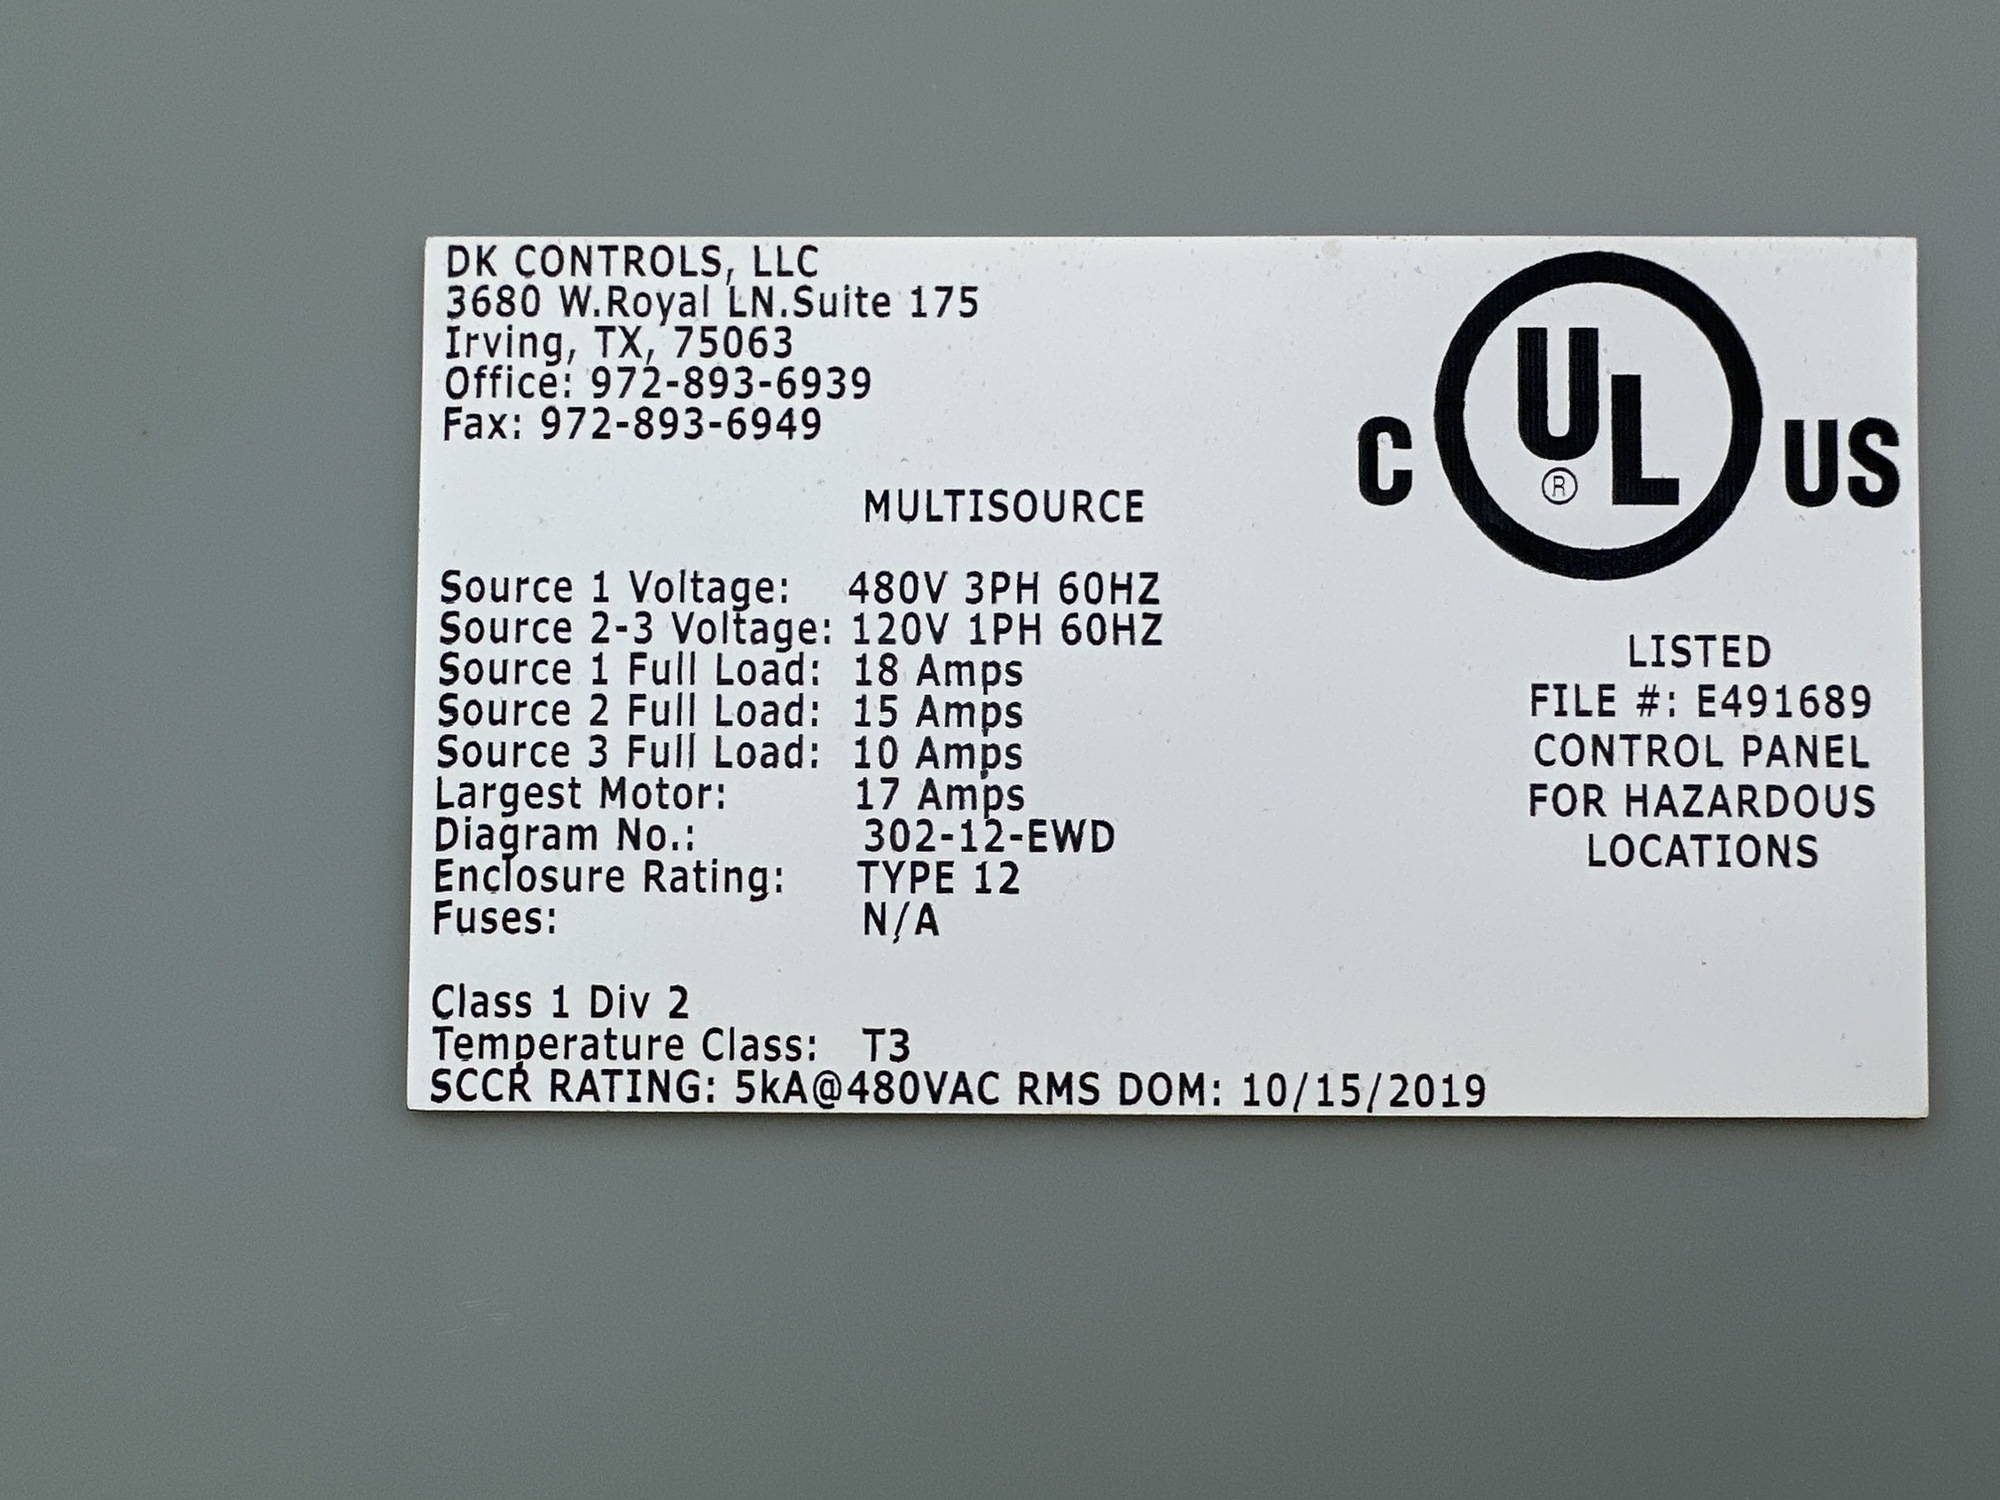 DK CONTROLS, LLC
3680 W.Royal LN.Suite 175
Irving, TX, 75063
Office: 972-893-6939
Fax: 972-893-6949
C UL US
®
MULTISOURCE
Source 1 Voltage: 480V 3PH 60HZ
Source 2-3 Voltage: 120V 1PH 60HZ
Source 1 Full Load: 18 Amps
Source 2 Full Load: 15 Amps
Source 3 Full Load: 10 Amps
Largest Motor: 17 Amps
Diagram No.: 302-12-EWD
Enclosure Rating: TYPE 12
Fuses: N/A
LISTED
FILE #: E491689
CONTROL PANEL
FOR HAZARDOUS
LOCATIONS
Class 1 Div 2
Temperature Class: T3
SCCR RATING: 5kA@480VAC RMS DOM: 10/15/2019